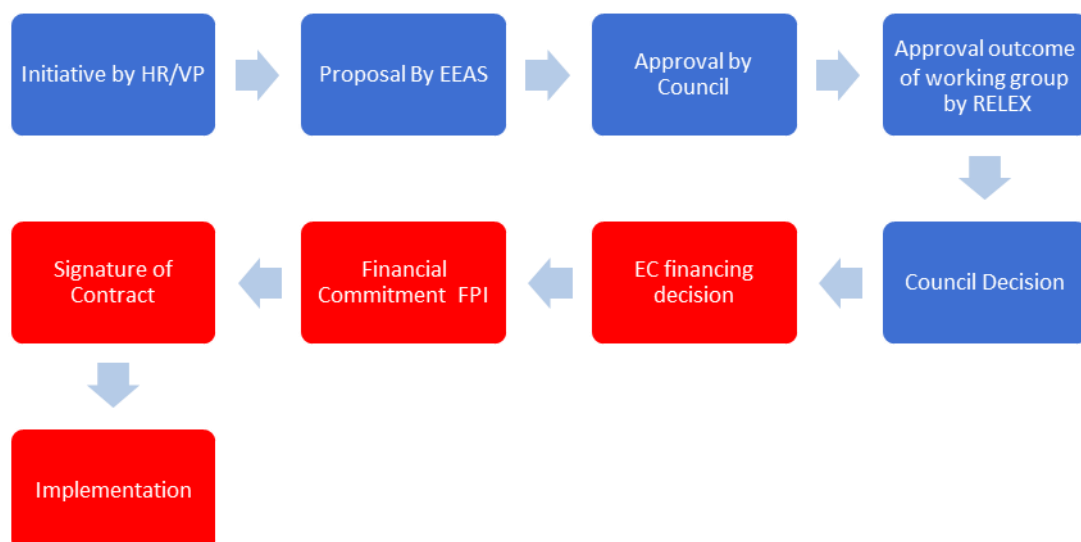 Initiative by HR/VP
Proposal By EEAS
Approval by
Council
Approval outcome
of working group
by RELEX
Council Decision
EC financing
decision
Financial
Commitment FPI
Signature of
Contract
Implementation